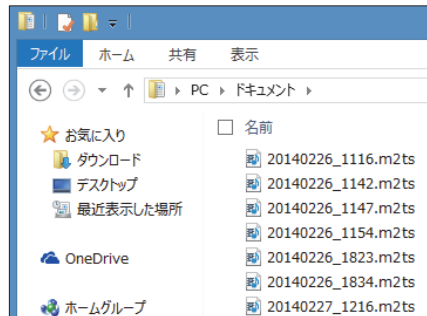 ファイル ホーム 共有 表示
PC ドキュメント
お気に入り
ダウンロード
デスクトップ
最近表示した場所
OneDrive
ホームグループ
名前
20140226_1116.m2ts
20140226_1142.m2ts
20140226_1147.m2ts
20140226_1154.m2ts
20140226_1823.m2ts
20140226_1834.m2ts
20140227_1216.m2ts